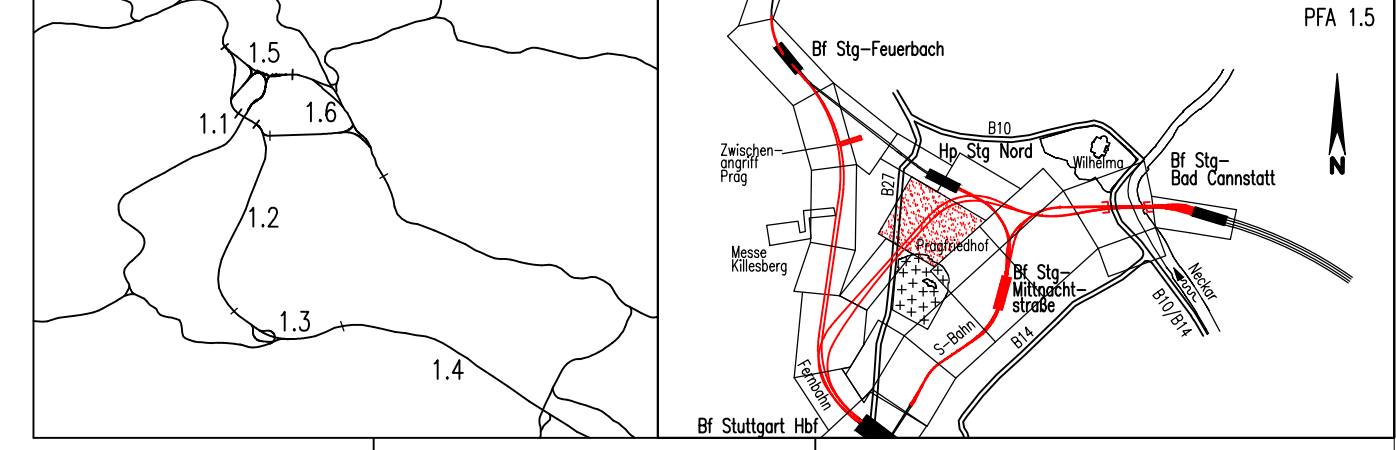 1.5
1.6
1.1
1.2
1.3
1.4
PFA 1.5
Bf Stg-Feuerbach
N
B10
Zwischen-
angriff
Prag
Hp Stg Nord
Wilhelma
Bf Stg-
Bad Cannstatt
B27
Messe
Killesberg
Pragfriedhof
Bf Stg-
Mittnacht-
straße
Neckar
B10/B14
S-Bahn
B14
Fernbahn
Bf Stuttgart Hbf